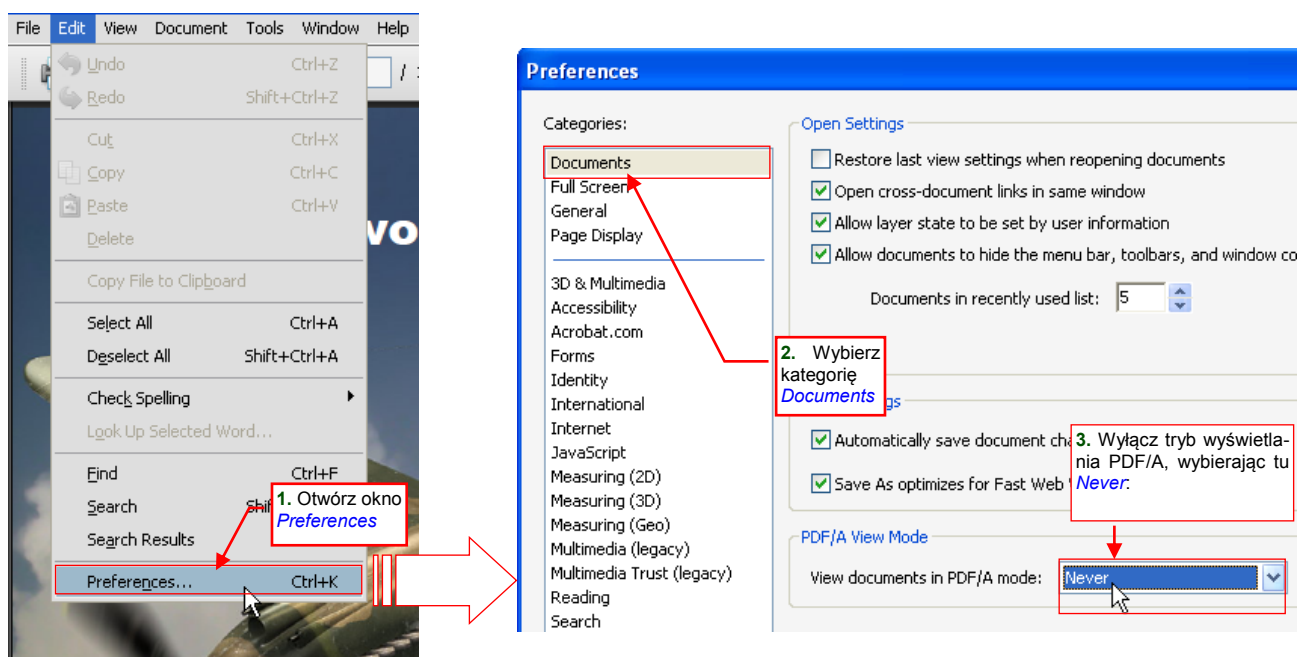 File Edit View Document Tools Window Help
Undo Ctrl+Z
Redo Shift+Ctrl+Z
Cut Ctrl+X
Copy Ctrl+C
Paste Ctrl+V
Delete
Copy File to Clipboard
Select All Ctrl+A
Deselect All Shift+Ctrl+A
Check Spelling
Look Up Selected Word...
Find Ctrl+F
Search
Search Results
Preferences... Ctrl+K
1. Otwórz okno
Preferences
/
vo
Preferences
Categories:
Documents
Full Screen
General
Page Display
3D & Multimedia
Accessibility
Acrobat.com
Forms
Identity
International
Internet
JavaScript
Measuring (2D)
Measuring (3D)
Measuring (Geo)
Multimedia (legacy)
Multimedia Trust (legacy)
Reading
Search
2. Wybierz
kategorię
Documents
Open Settings
Restore last view settings when reopening documents
Open cross-document links in same window
Allow layer state to be set by user information
Allow documents to hide the menu bar, toolbars, and window co
Documents in recently used list: 5
gs
Automatically save document cha
Save As optimizes for Fast Web
3. Wyłącz tryb wyświetla-
nia PDF/A, wybierając tu
Never:
PDF/A View Mode
View documents in PDF/A mode: Never